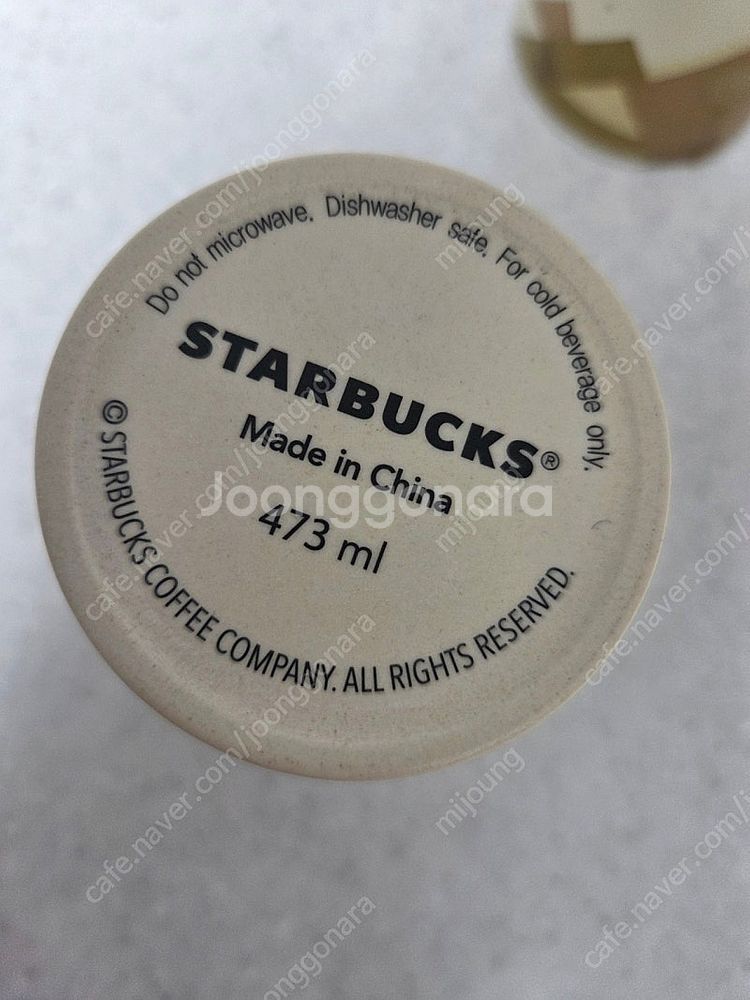 Do not microwave. Dishwasher safe. For cold beverage only.
STARBUCKS®
Made in China
Joonggonara
473 ml
© STARBUCKS COFFEE COMPANY. ALL RIGHTS RESERVED.
cafe.naver.com/joonggonara
mijoung